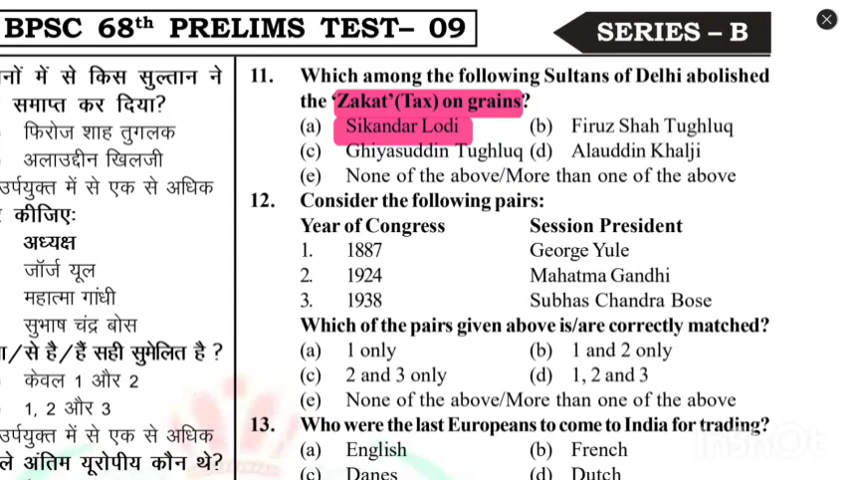 BPSC 68th PRELIMS TEST– 09
SERIES – B
नों में से किस सुल्तान ने
समाप्त कर दिया?
फिरोज शाह तुगलक
अलाउद्दीन खिलजी
उर्पयुक्त में से एक से अधिक
कीजिए:
अध्यक्ष
जॉर्ज यूल
महात्मा गांधी
सुभाष चंद्र बोस
ा/से है/हैं सही सुमेलित है ?
केवल 1 और 2
1, 2 और 3
उर्पयुक्त में से एक से अधिक
ले अंतिम यूरोपीय कौन थे?
11. Which among the following Sultans of Delhi abolished
the ‘Zakat’(Tax) on grains?
(a) Sikandar Lodi (b) Firuz Shah Tughluq
(c) Ghiyasuddin Tughluq (d) Alauddin Khalji
(e) None of the above/More than one of the above
12. Consider the following pairs:
Year of Congress Session President
1. 1887 George Yule
2. 1924 Mahatma Gandhi
3. 1938 Subhas Chandra Bose
Which of the pairs given above is/are correctly matched?
(a) 1 only (b) 1 and 2 only
(c) 2 and 3 only (d) 1, 2 and 3
(e) None of the above/More than one of the above
13. Who were the last Europeans to come to India for trading?
(a) English (b) French
(c) Danes (d) Dutch
InShOt